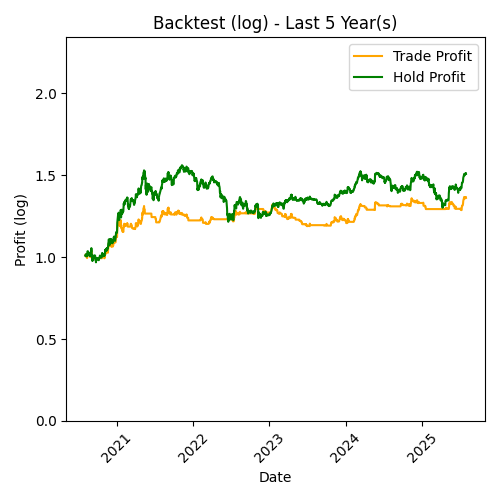 Backtest (log) - Last 5 Year(s)
Trade Profit
Hold Profit
Profit (log)
2.0
1.5
1.0
0.5
0.0
2021
2022
2023
2024
2025
Date